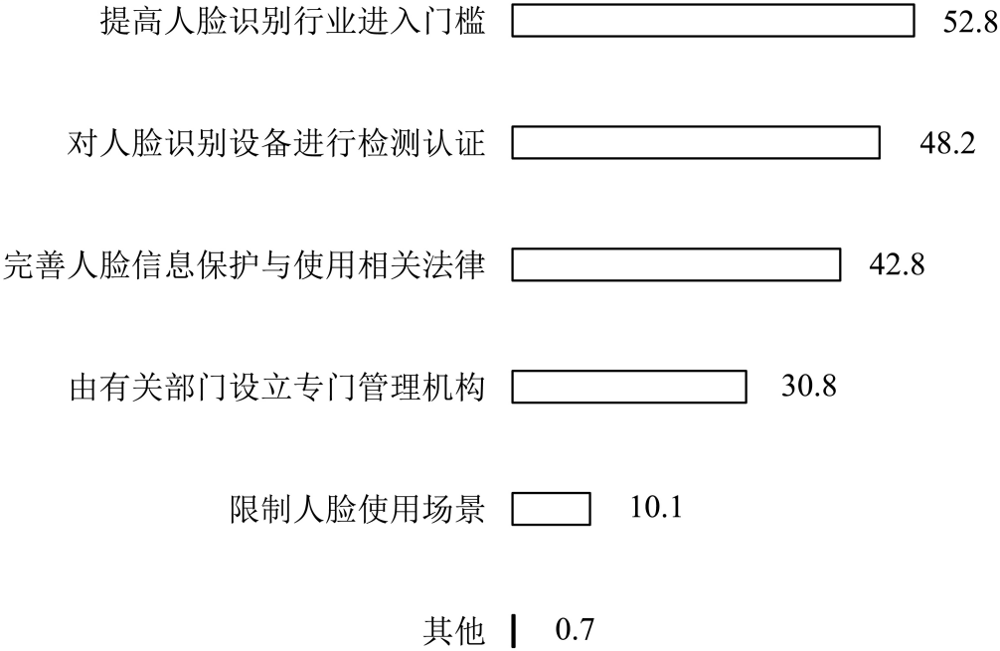 提高人脸识别行业进入门槛 52.8
对人脸识别设备进行检测认证 48.2
完善人脸信息保护与使用相关法律 42.8
由有关部门设立专门管理机构 30.8
限制人脸使用场景 10.1
其他 0.7